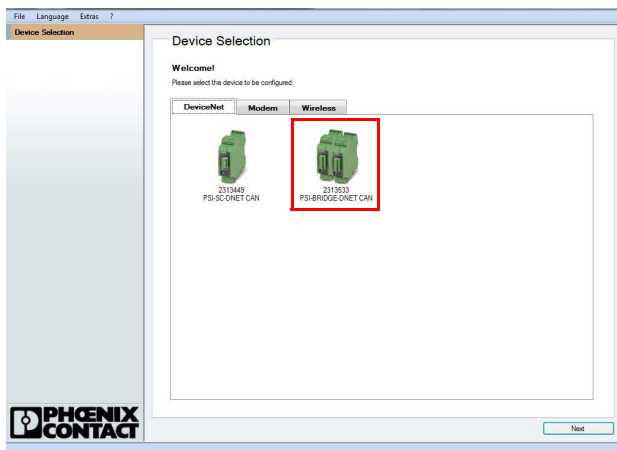 File Language Extras ?
Device Selection
Device Selection
Welcome!
Please select the device to be configured:
DeviceNet Modem Wireless
2313449
PSI-SC-DNET CAN
2313533
PSI-BRIDGE-DNET CAN
PHŒNIX
CONTACT
Next